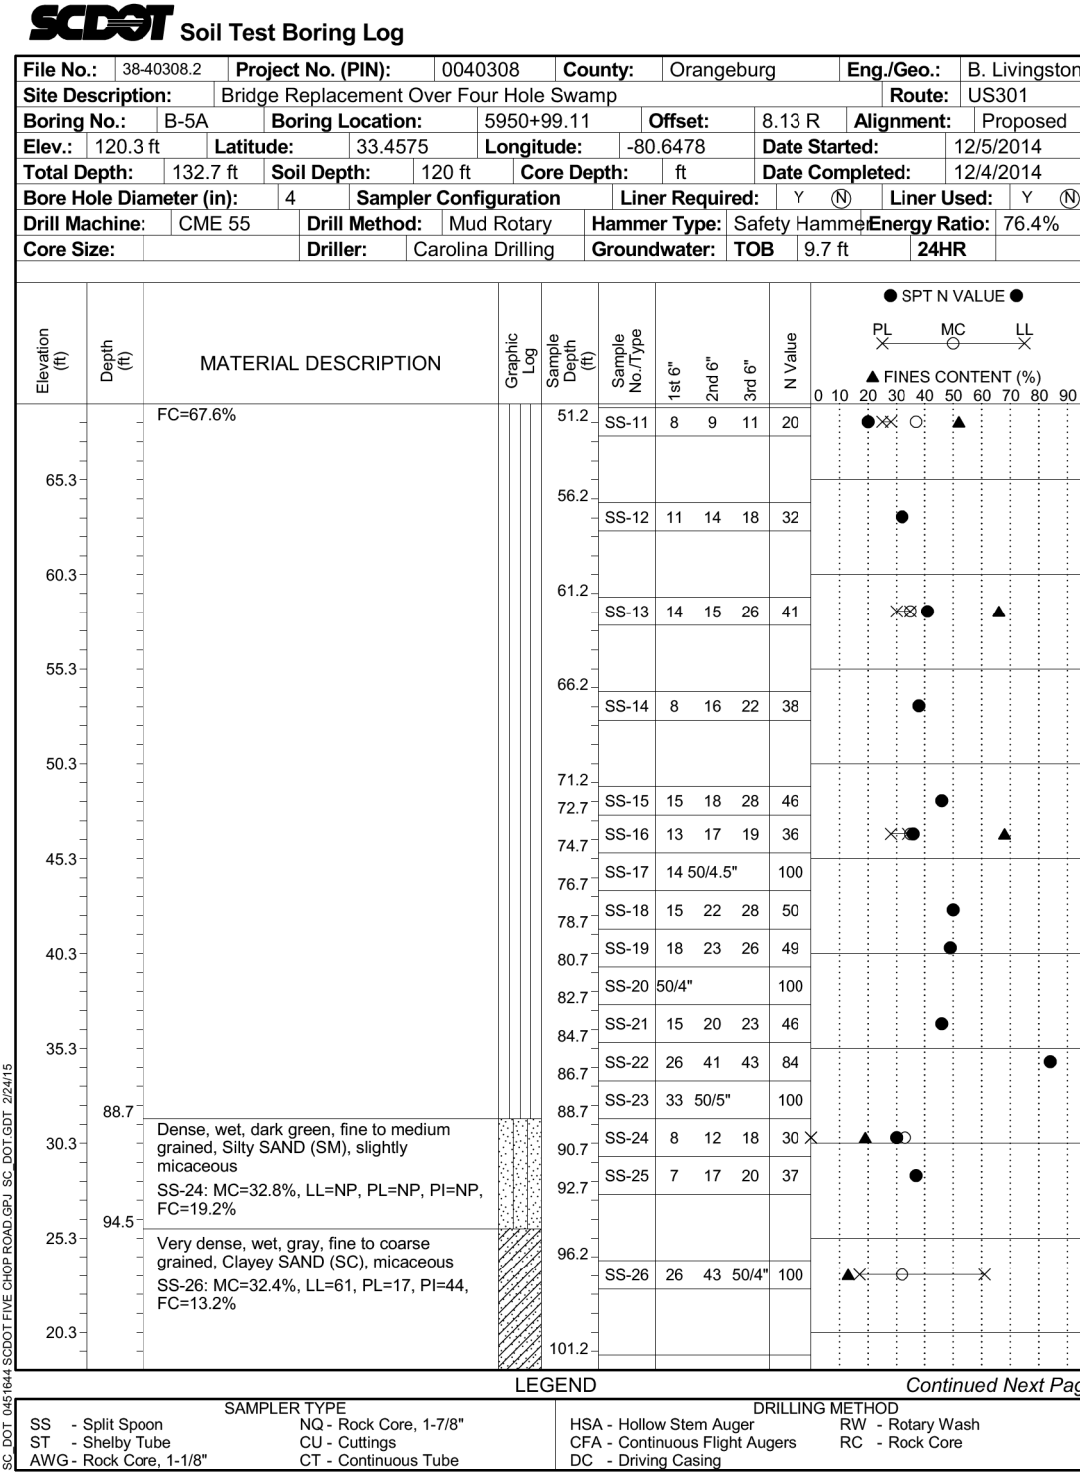 SCDOT Soil Test Boring Log
File No.: 38-40308.2 Project No. (PIN): 0040308 County: Orangeburg Eng./Geo.: B. Livingston
Site Description: Bridge Replacement Over Four Hole Swamp Route: US301
Boring No.: B-5A Boring Location: 5950+99.11 Offset: 8.13 R Alignment: Proposed
Elev.: 120.3 ft Latitude: 33.4575 Longitude: -80.6478 Date Started: 12/5/2014
Total Depth: 132.7 ft Soil Depth: 120 ft Core Depth: ft Date Completed: 12/4/2014
Bore Hole Diameter (in): 4 Sampler Configuration Liner Required: Y N Liner Used: Y N
Drill Machine: CME 55 Drill Method: Mud Rotary Hammer Type: Safety Hammer Energy Ratio: 76.4%
Core Size: Driller: Carolina Drilling Groundwater: TOB 9.7 ft 24HR
Elevation (ft) Depth (ft) MATERIAL DESCRIPTION Graphic Log Sample Depth (ft) Sample No./Type 1st 6" 2nd 6" 3rd 6" N Value
SPT N VALUE
PL MC LL
FINES CONTENT (%)
0 10 20 30 40 50 60 70 80 90
FC=67.6% 51.2 SS-11 8 9 11 20
65.3
56.2
SS-12 11 14 18 32
60.3
61.2
SS-13 14 15 26 41
55.3
66.2
SS-14 8 16 22 38
50.3
71.2
SS-15 15 18 28 46
72.7
SS-16 13 17 19 36
74.7
45.3
SS-17 14 50/4.5" 100
76.7
SS-18 15 22 28 50
78.7
SS-19 18 23 26 49
40.3
80.7
SS-20 50/4" 100
82.7
SS-21 15 20 23 46
84.7
35.3
SS-22 26 41 43 84
86.7
SS-23 33 50/5" 100
88.7 88.7
Dense, wet, dark green, fine to medium
SS-24 8 12 18 30
30.3 grained, Silty SAND (SM), slightly 90.7
micaceous
SS-25 7 17 20 37
SS-24: MC=32.8%, LL=NP, PL=NP, PI=NP, 92.7
FC=19.2%
94.5
25.3 Very dense, wet, gray, fine to coarse 96.2
grained, Clayey SAND (SC), micaceous
SS-26 26 43 50/4" 100
SS-26: MC=32.4%, LL=61, PL=17, PI=44,
FC=13.2%
20.3
101.2
LEGEND Continued Next Pag
SAMPLER TYPE DRILLING METHOD
SS - Split Spoon NQ - Rock Core, 1-7/8" HSA - Hollow Stem Auger RW - Rotary Wash
ST - Shelby Tube CU - Cuttings CFA - Continuous Flight Augers RC - Rock Core
AWG - Rock Core, 1-1/8" CT - Continuous Tube DC - Driving Casing
SC_DOT 0451644 SCDOT FIVE CHOP ROAD.GPJ SC_DOT.GDT 2/24/15